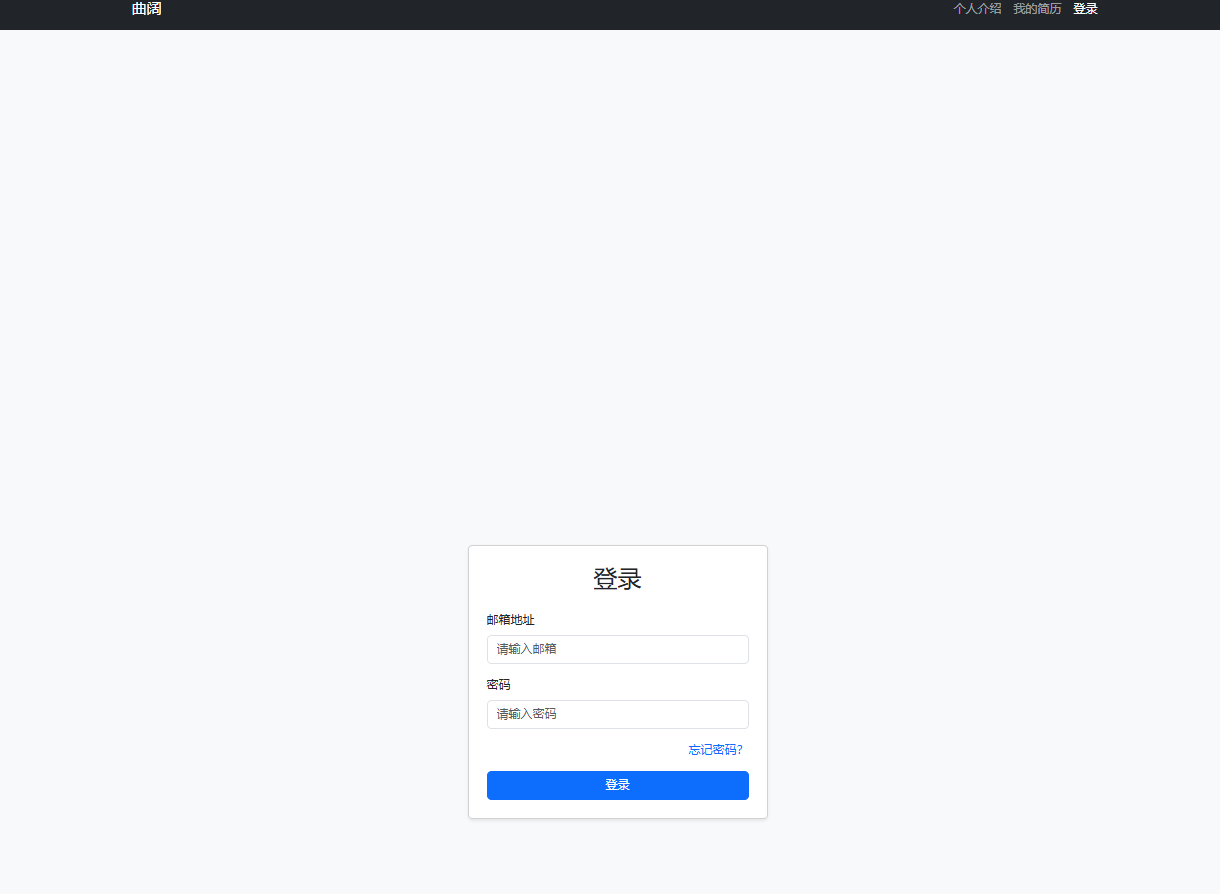 曲阔
个人介绍 我的简历 登录
登录
邮箱地址
请输入邮箱
密码
请输入密码
忘记密码?
登录